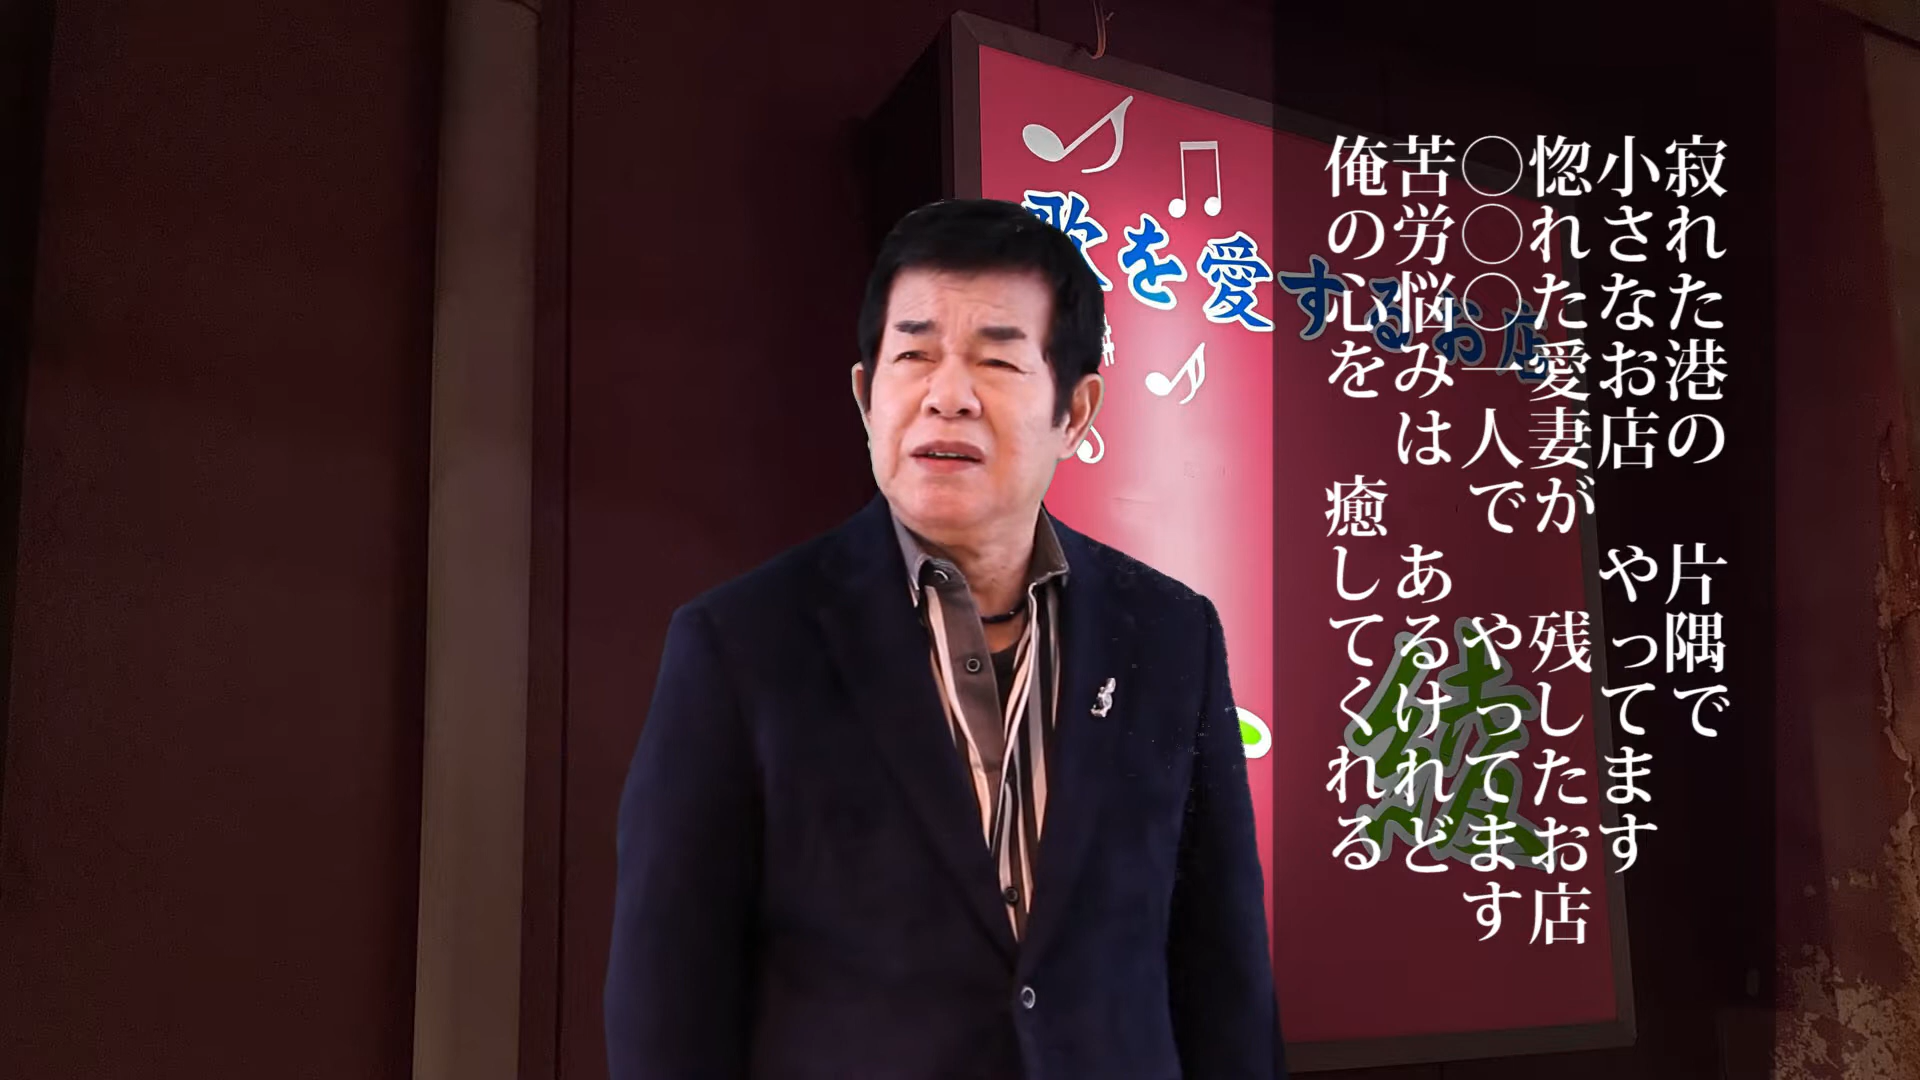 寂れた港の 片隅で
小さなお店 やってます
惚れた愛妻が 残したお店
〇〇〇一人で やってます
苦労悩みは あるけれど
俺の心を 癒してくれる
歌を愛するお店
綾